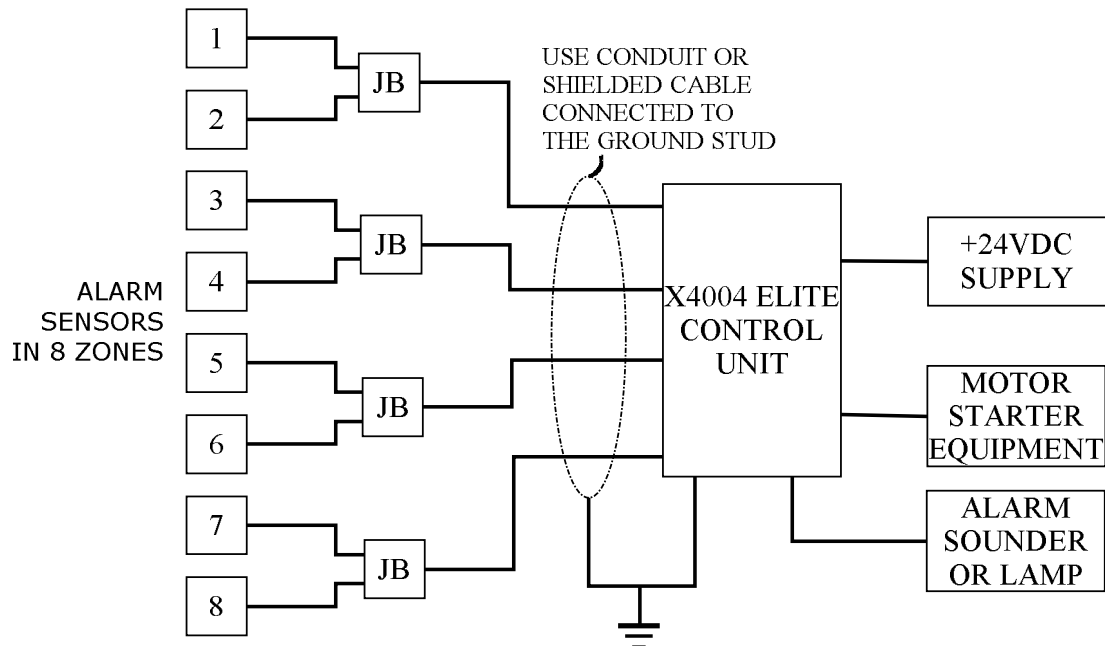 1
2
3
4
5
6
7
8
JB
JB
JB
JB
ALARM
SENSORS
IN 8 ZONES
USE CONDUIT OR
SHIELDED CABLE
CONNECTED TO
THE GROUND STUD
X4004 ELITE
CONTROL
UNIT
+24VDC
SUPPLY
MOTOR
STARTER
EQUIPMENT
ALARM
SOUNDER
OR LAMP